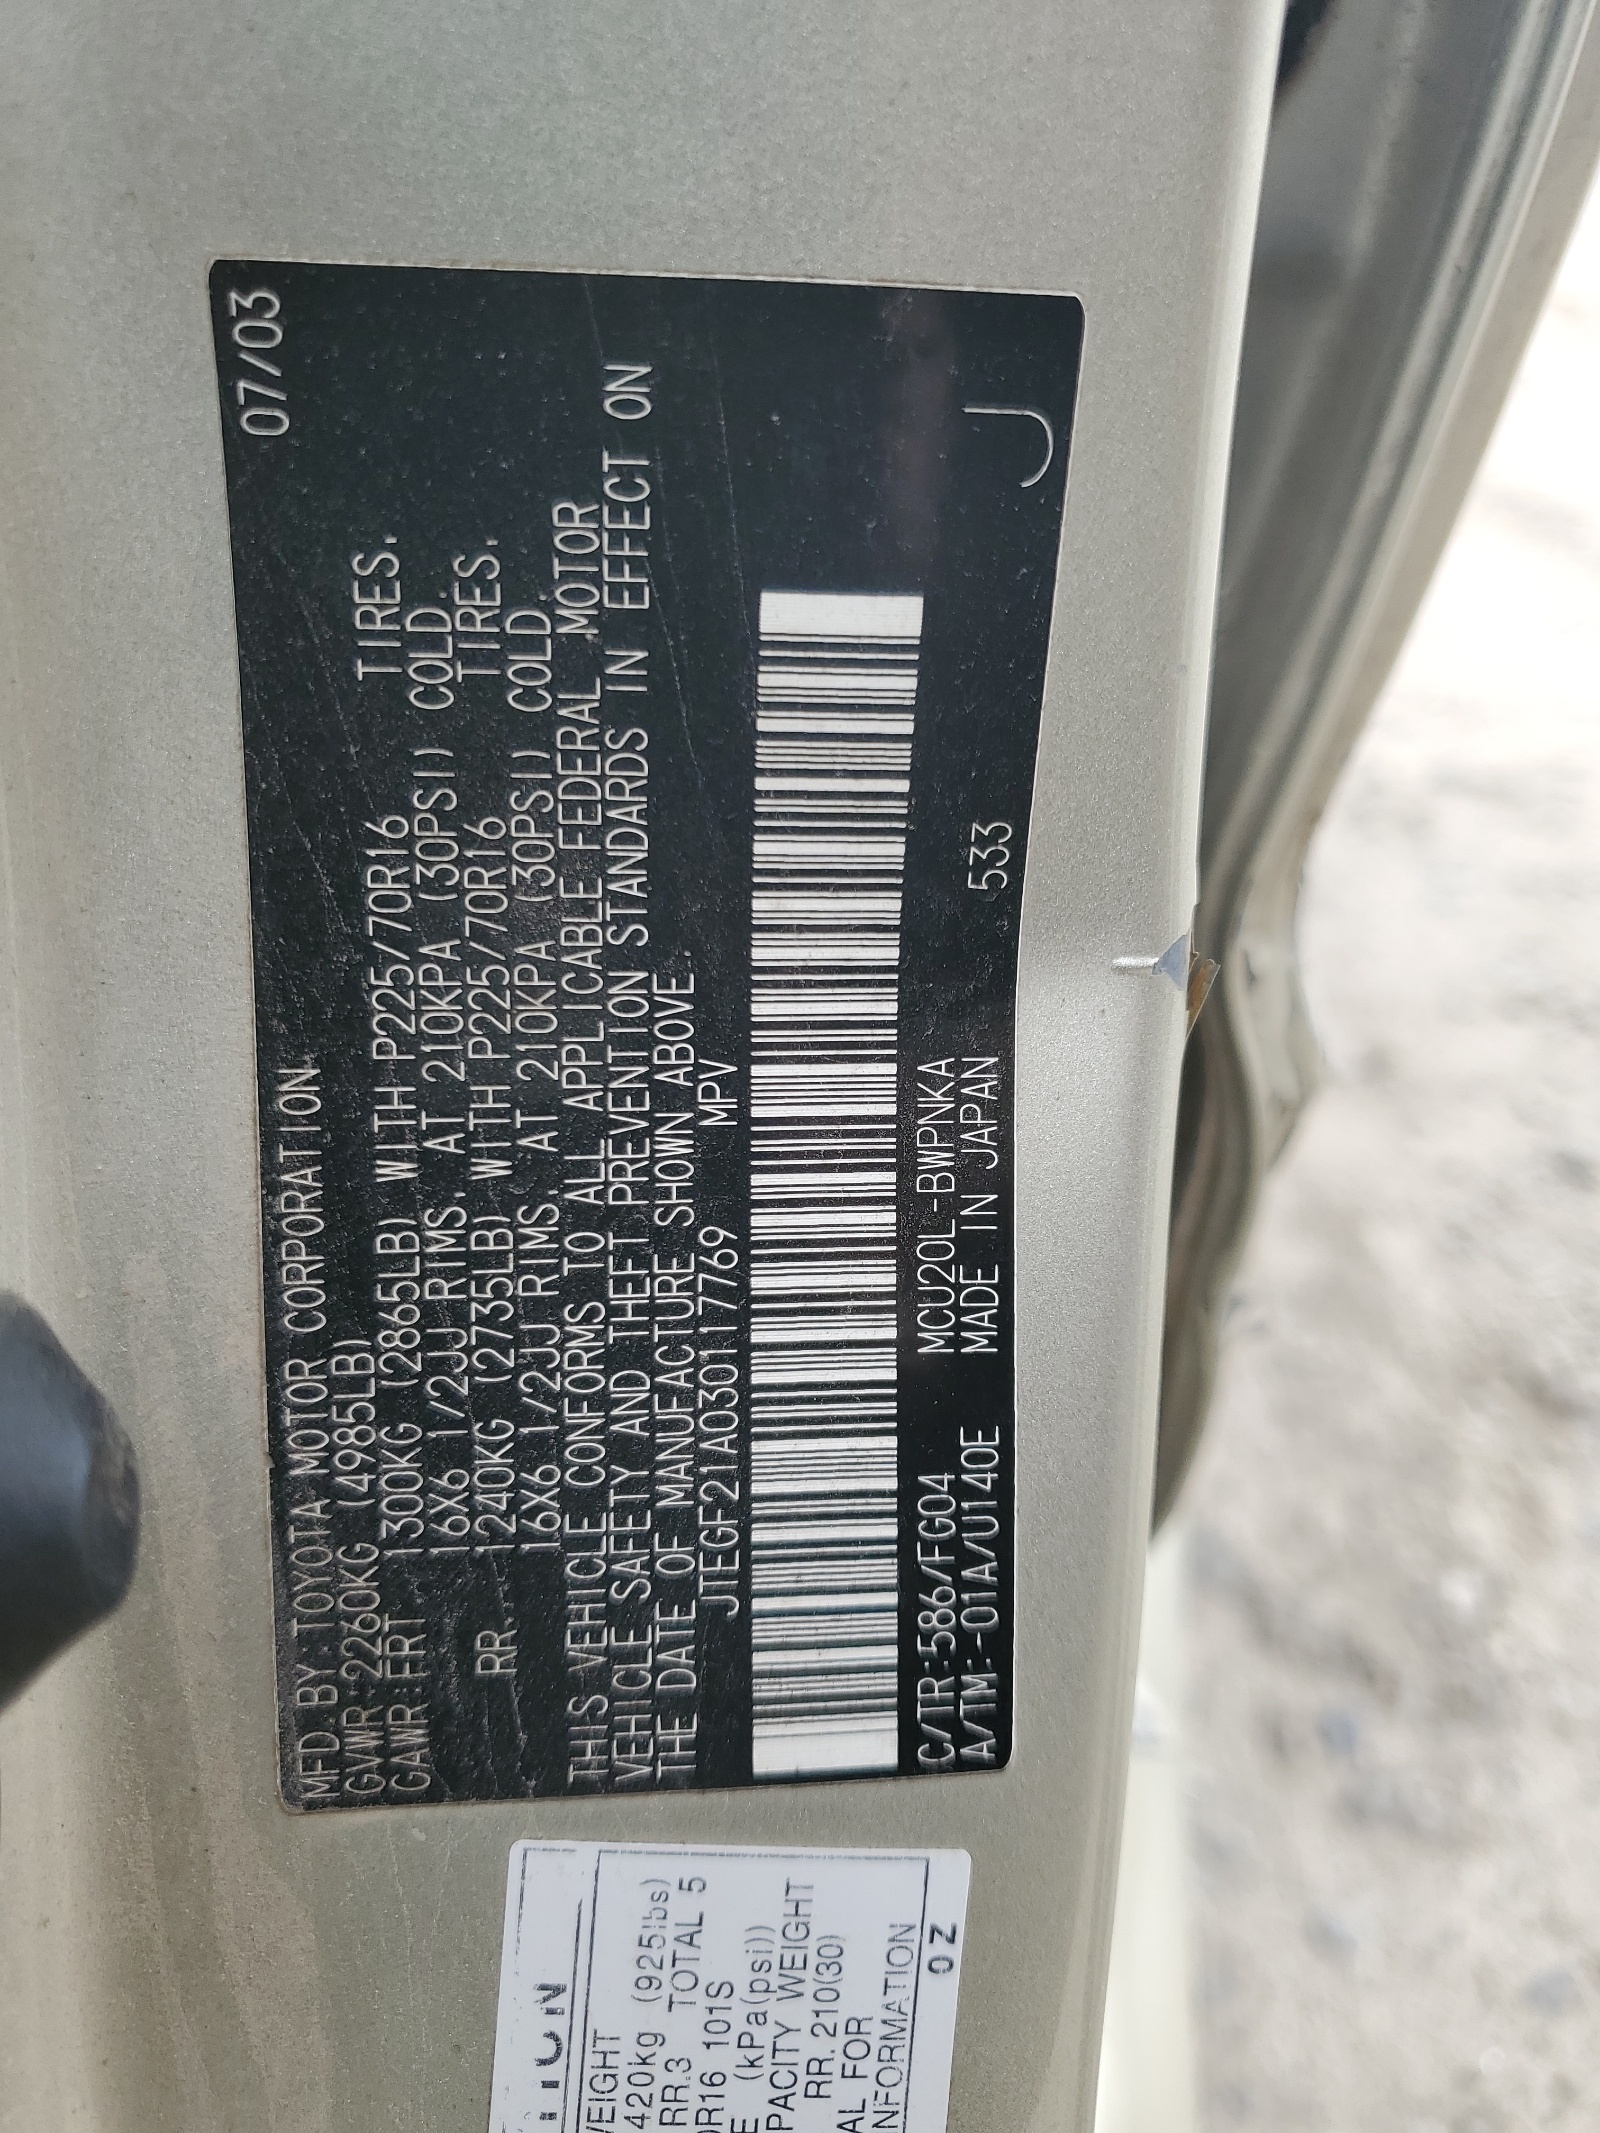 07/03
MFD.BY:TOYOTA MOTOR CORPORATION
GVWR:2260KG (4985LB)
GAWR:FRT 1300KG (2865LB) WITH P225/70R16 TIRES.
16X6 1/2JJ RIMS. AT 210KPA (30PSI) COLD.
RR. 1240KG (2735LB) WITH P225/70R16 TIRES.
16X6 1/2JJ RIMS. AT 210KPA (30PSI) COLD.
THIS VEHICLE CONFORMS TO ALL APPLICABLE FEDERAL MOTOR
VEHICLE SAFETY AND THEFT PREVENTION STANDARDS IN EFFECT ON
THE DATE OF MANUFACTURE SHOWN ABOVE.
JTEGF21A030117769 MPV
C/TR:586/FG04 MCU20L-BWPNKA
A/TM:-01A/U140E MADE IN JAPAN 533
J
TION
WEIGHT
420kg (925lbs)
RR.3 TOTAL 5
0R16 101S
E (kPa(psi))
PACITY WEIGHT
RR.210(30)
AL FOR
NFORMATION
0Z